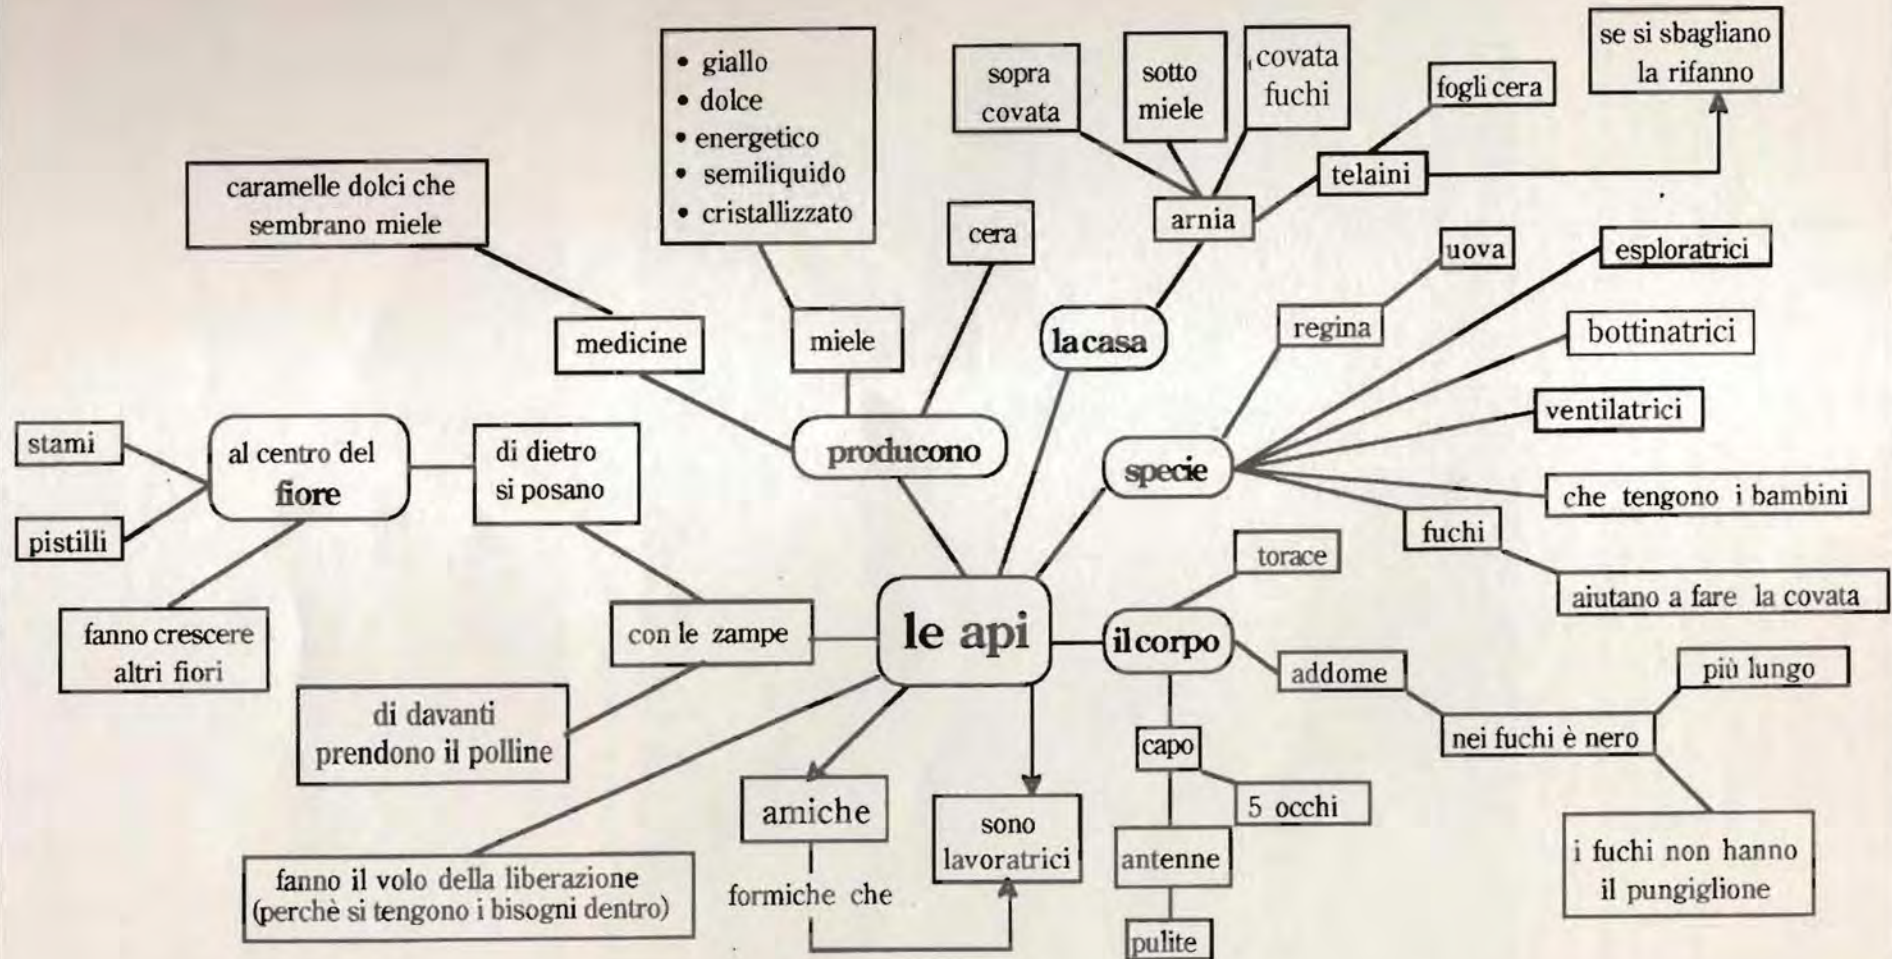 se si sbagliano
la rifanno
• giallo
• dolce
• energetico
• semiliquido
• cristallizzato
sopra
covata
sotto
miele
covata
fuchi
fogli cera
telaini
caramelle dolci che
sembrano miele
cera
arnia
uova
esploratrici
regina
bottinatrici
medicine
miele
la casa
ventilatrici
stami
al centro del
fiore
di dietro
si posano
producono
specie
che tengono i bambini
pistilli
fuchi
torace
aiutano a fare la covata
fanno crescere
altri fiori
con le zampe
le api
il corpo
addome
più lungo
di davanti
prendono il polline
capo
nei fuchi è nero
amiche
sono
lavoratrici
5 occhi
antenne
i fuchi non hanno
il pungiglione
fanno il volo della liberazione
(perchè si tengono i bisogni dentro)
formiche che
pulite